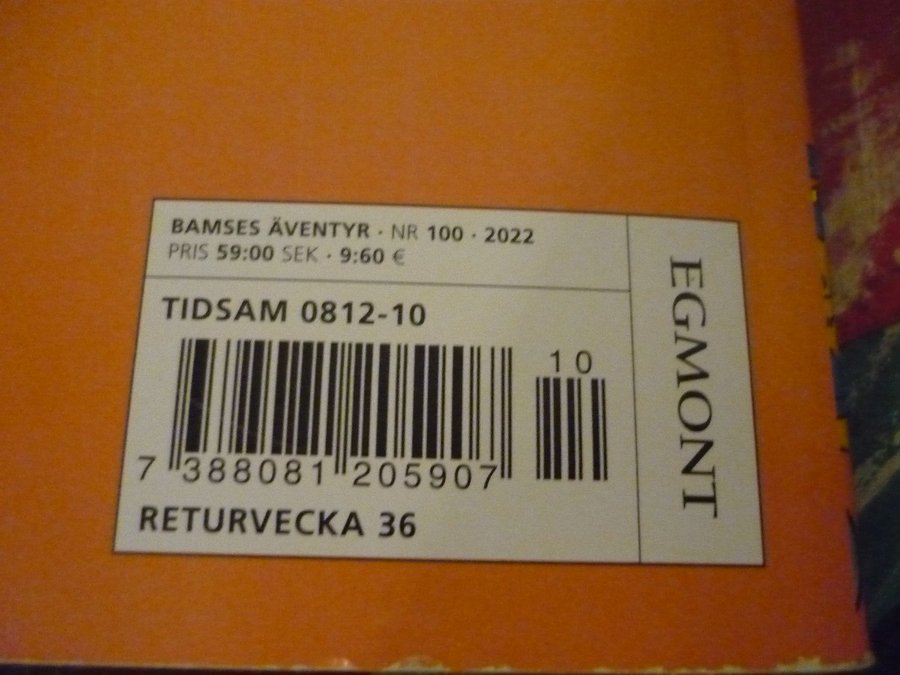 BAMSES ÄVENTYR · NR 100 · 2022
PRIS 59:00 SEK · 9:60 €
TIDSAM 0812-10
10
7 388081 205907
RETURVECKA 36
EGMONT